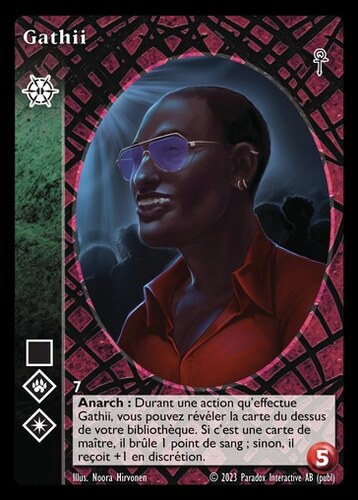 Gathii
7
Anarch : Durant une action qu'effectue
Gathii, vous pouvez révéler la carte du dessus
de votre bibliothèque. Si c'est une carte de
maître, il brûle 1 point de sang ; sinon, il
reçoit +1 en discrétion.
5
Illus. Noora Hirvonen
© 2023 Paradox Interactive AB (publ)